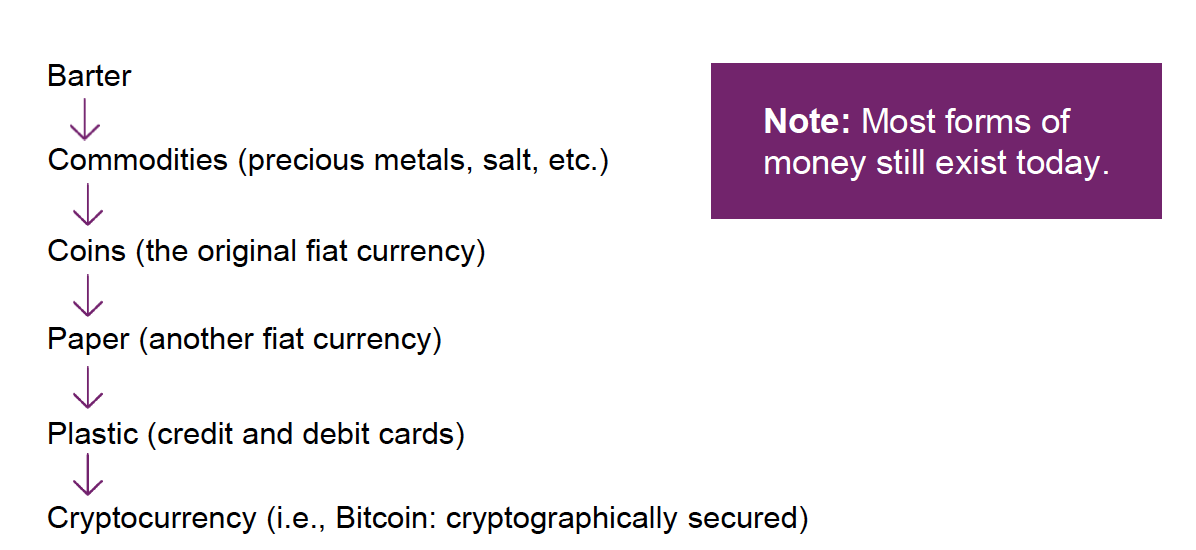 Barter
Commodities (precious metals, salt, etc.)
Coins (the original fiat currency)
Paper (another fiat currency)
Plastic (credit and debit cards)
Cryptocurrency (i.e., Bitcoin: cryptographically secured)
Note: Most forms of
money still exist today.